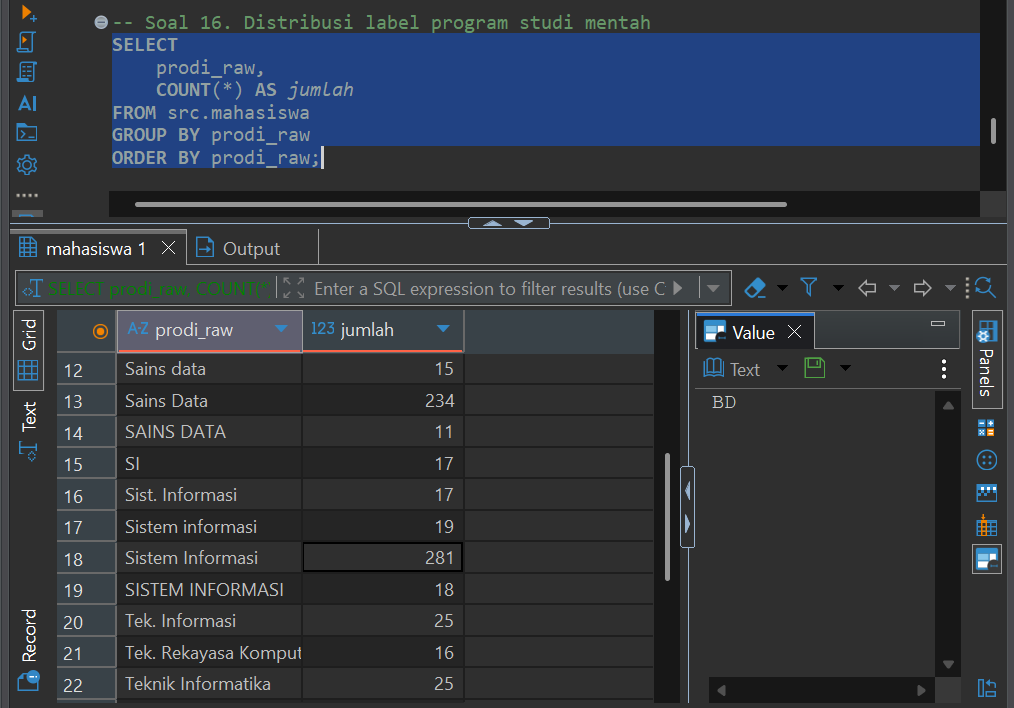 -- Soal 16. Distribusi label program studi mentah
SELECT
prodi_raw,
COUNT(*) AS jumlah
FROM src.mahasiswa
GROUP BY prodi_raw
ORDER BY prodi_raw;
AI
mahasiswa 1
Output
SELECT prodi_raw, COUNT(*
Enter a SQL expression to filter results (use C
Grid
Text
Record
A-Z prodi_raw
123 jumlah
12 Sains data 15
13 Sains Data 234
14 SAINS DATA 11
15 SI 17
16 Sist. Informasi 17
17 Sistem informasi 19
18 Sistem Informasi 281
19 SISTEM INFORMASI 18
20 Tek. Informasi 25
21 Tek. Rekayasa Komput 16
22 Teknik Informatika 25
Value
Text
BD
Panels